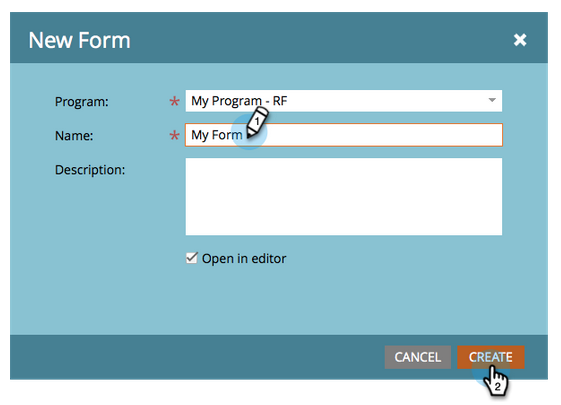 New Form
Program: * My Program - RF
Name: * My Form
1
Description:
Open in editor
CANCEL CREATE
2